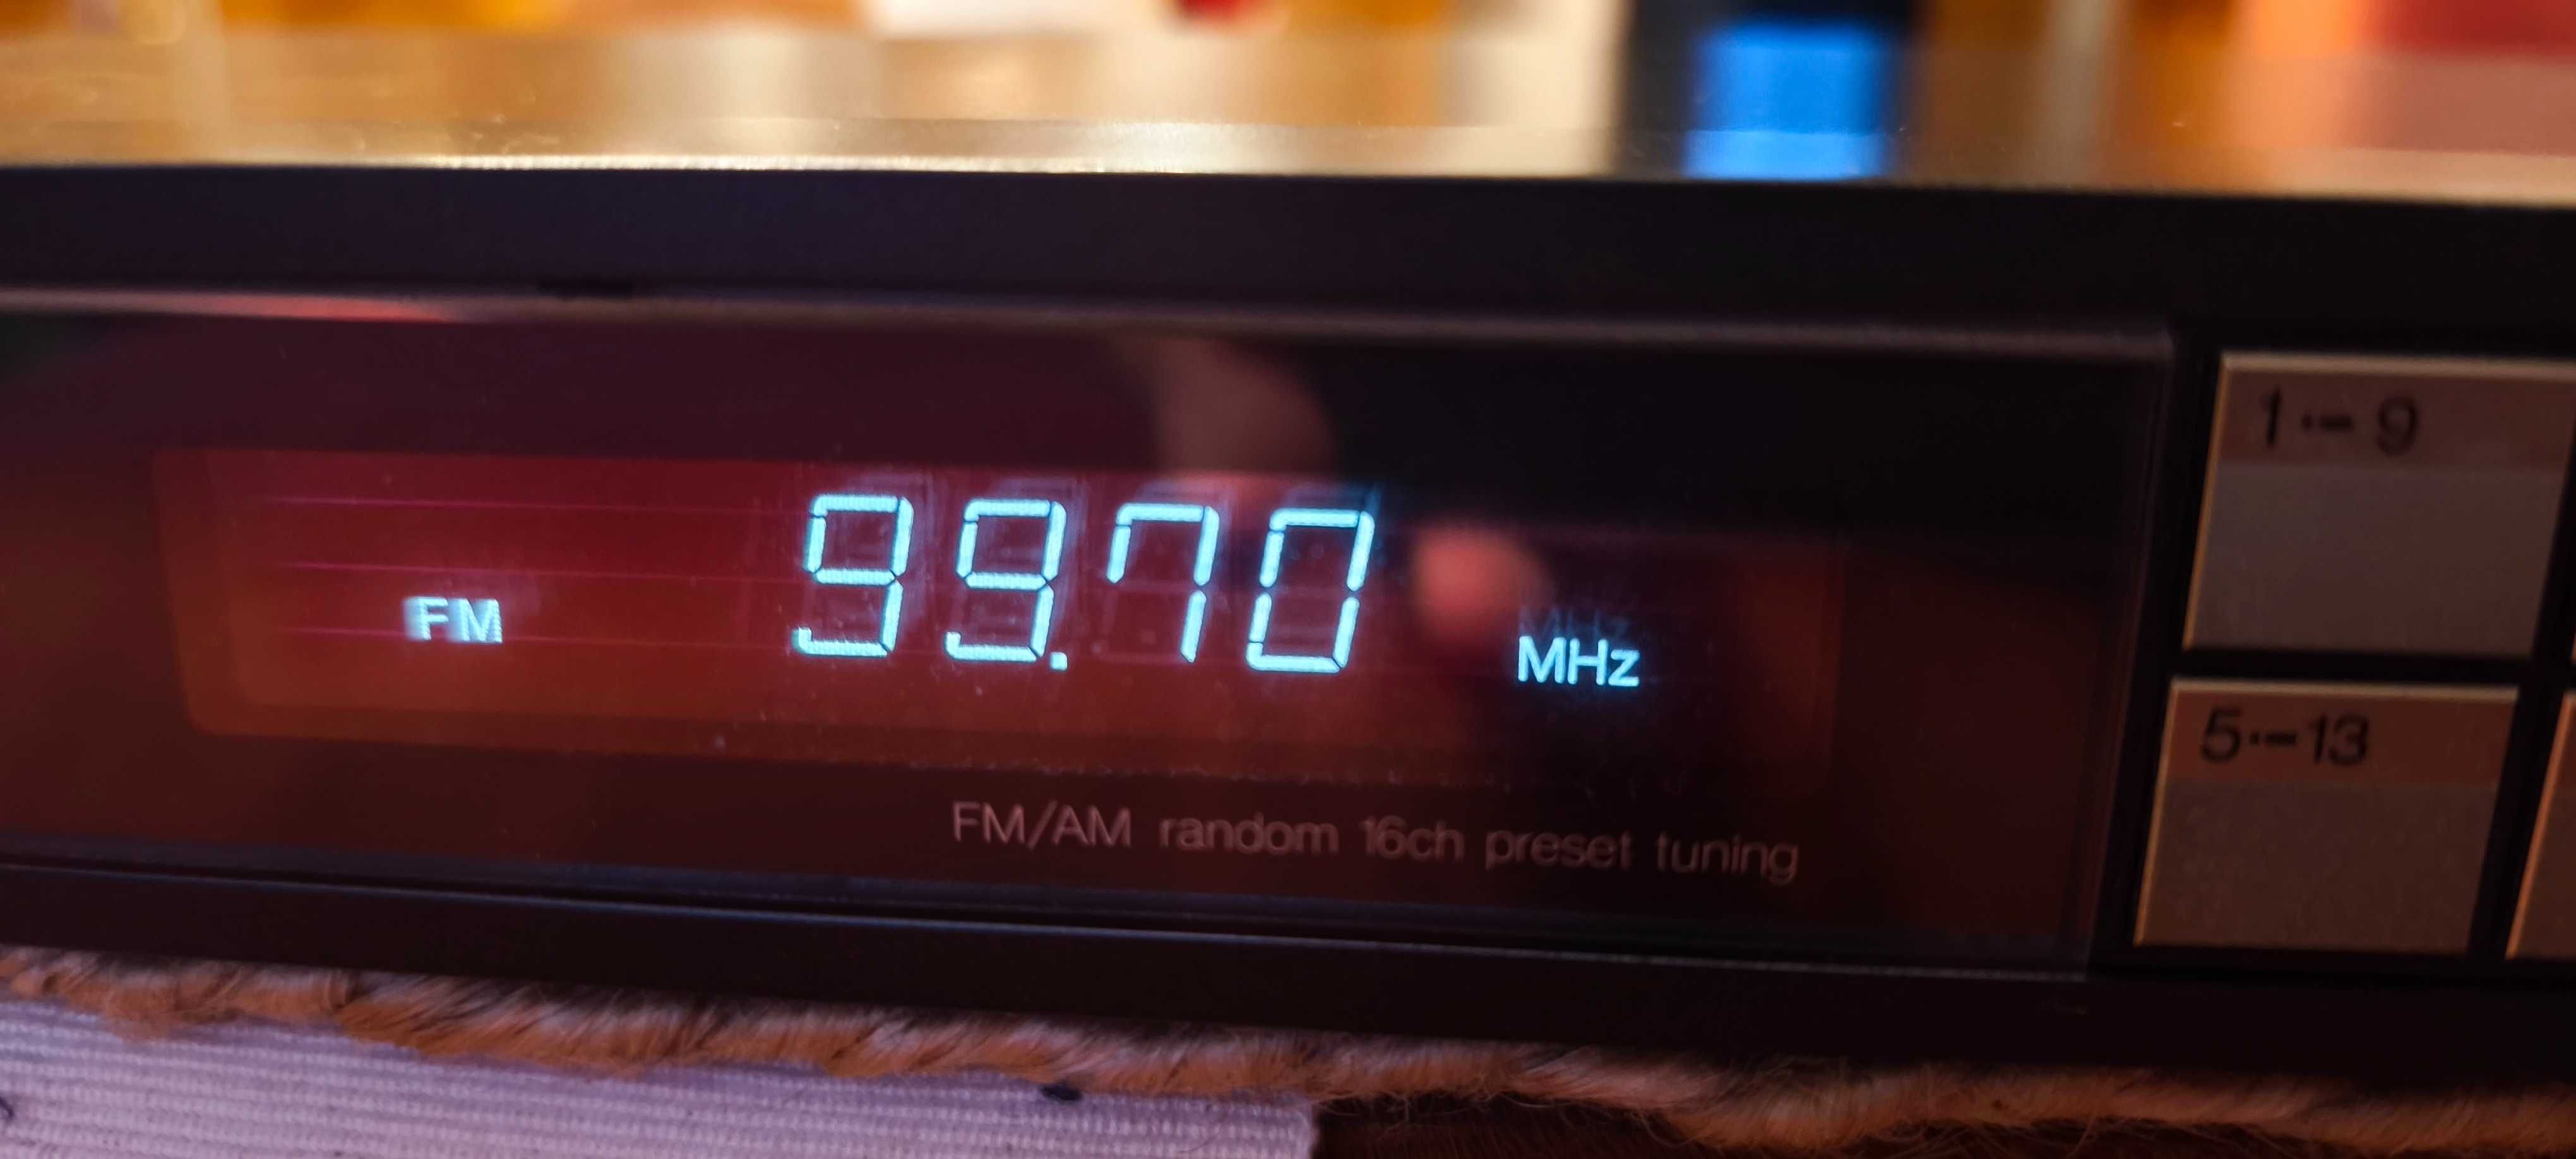 FM 99.70 MHz
FM/AM random 16ch preset tuning
1 •– 9
5 •– 13